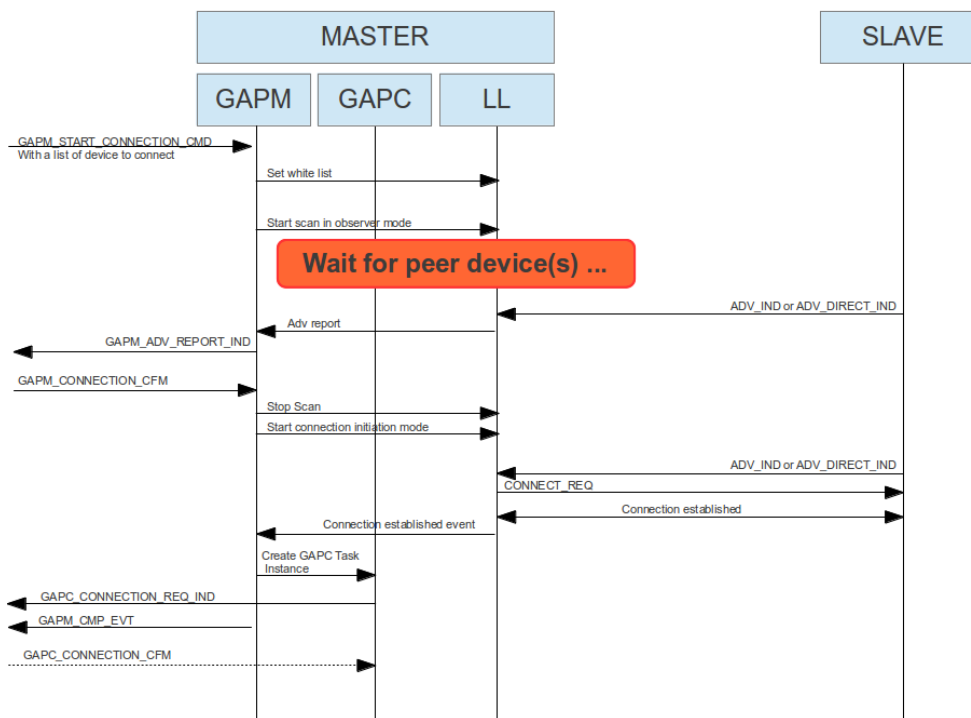 MASTER
SLAVE
GAPM
GAPC
LL
GAPM_START_CONNECTION_CMD
With a list of device to connect
Set white list
Start scan in observer mode
Wait for peer device(s) ...
ADV_IND or ADV_DIRECT_IND
Adv report
GAPM_ADV_REPORT_IND
GAPM_CONNECTION_CFM
Stop Scan
Start connection initiation mode
ADV_IND or ADV_DIRECT_IND
CONNECT_REQ
Connection established
Connection established event
Create GAPC Task
Instance
GAPC_CONNECTION_REQ_IND
GAPM_CMP_EVT
GAPC_CONNECTION_CFM